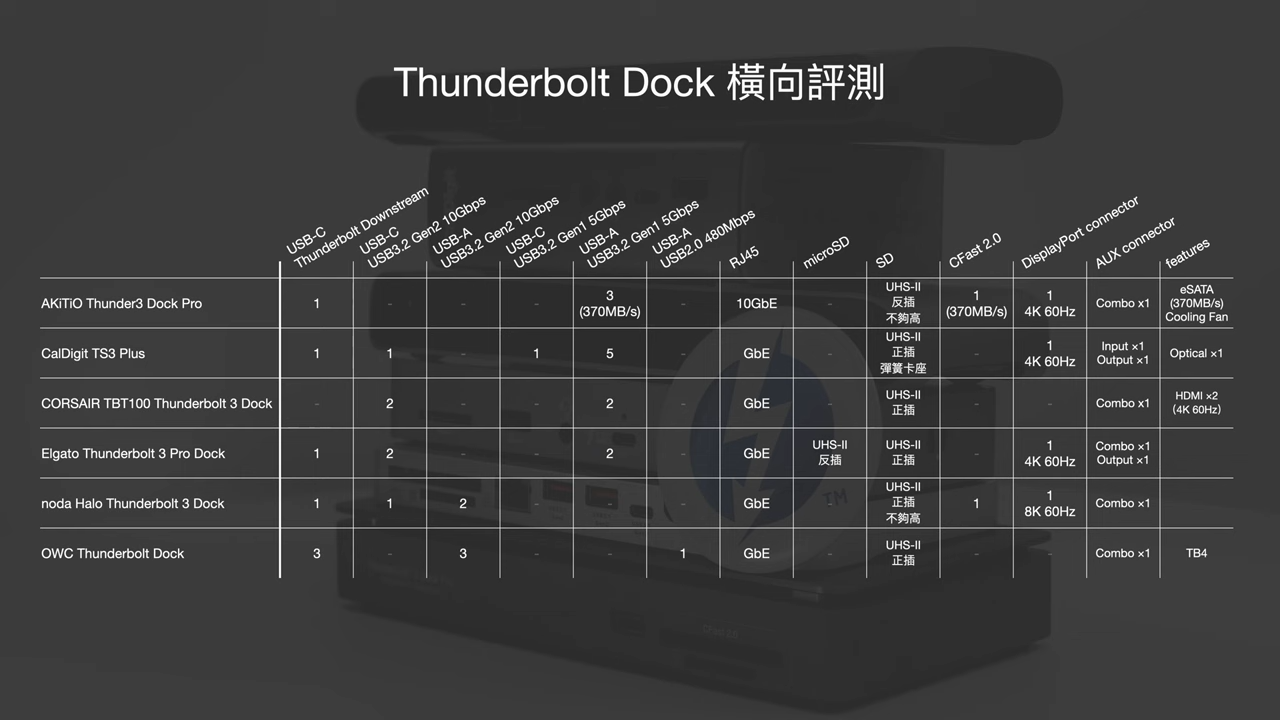 Thunderbolt Dock 橫向評測
USB-C
Thunderbolt Downstream
USB-C
USB3.2 Gen2 10Gbps
USB-A
USB3.2 Gen2 10Gbps
USB-C
USB3.2 Gen1 5Gbps
USB-A
USB3.2 Gen1 5Gbps
USB-A
USB2.0 480Mbps
RJ45
microSD
SD
CFast 2.0
DisplayPort connector
AUX connector
features
AKiTiO Thunder3 Dock Pro
1
-
-
-
3
(370MB/s)
-
10GbE
-
UHS-II
反插
不夠高
1
(370MB/s)
1
4K 60Hz
Combo x1
eSATA
(370MB/s)
Cooling Fan
CalDigit TS3 Plus
1
1
-
1
5
-
GbE
-
UHS-II
正插
彈簧卡座
-
1
4K 60Hz
Input ×1
Output ×1
Optical ×1
CORSAIR TBT100 Thunderbolt 3 Dock
-
2
-
-
2
-
GbE
-
UHS-II
正插
-
-
Combo x1
HDMI ×2
(4K 60Hz)
Elgato Thunderbolt 3 Pro Dock
1
2
-
-
2
-
GbE
UHS-II
反插
UHS-II
正插
-
1
4K 60Hz
Combo ×1
Output ×1
noda Halo Thunderbolt 3 Dock
1
1
2
-
-
-
GbE
-
UHS-II
正插
不夠高
1
1
8K 60Hz
Combo ×1
OWC Thunderbolt Dock
3
-
3
-
-
1
GbE
-
UHS-II
正插
-
-
Combo ×1
TB4
TM
CFast 2.0